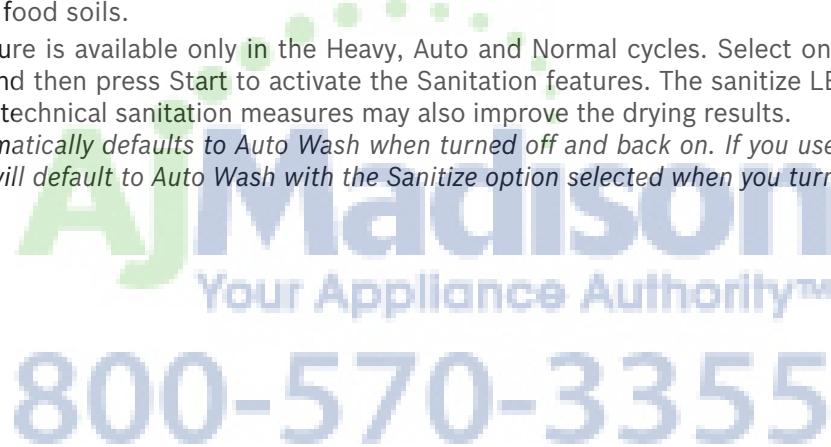 food soils.
ure is available only in the Heavy, Auto and Normal cycles. Select on
nd then press Start to activate the Sanitation features. The sanitize LE
technical sanitation measures may also improve the drying results.
matically defaults to Auto Wash when turned off and back on. If you use
will default to Auto Wash with the Sanitize option selected when you turn
AjMadison
Your Appliance Authority™
800-570-3355